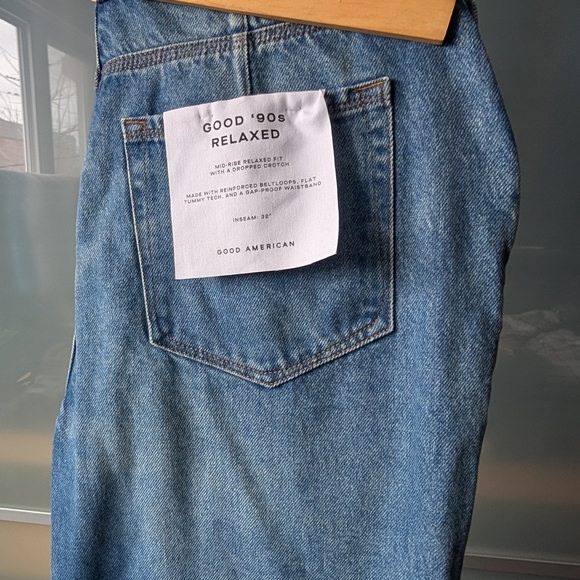 GOOD '90s
RELAXED
MID-RISE RELAXED FIT
WITH A DROPPED CROTCH
MADE WITH REINFORCED BELTLOOPS, FLAT
TUMMY TECH, AND A GAP-PROOF WAISTBAND
INSEAM: 32"
GOOD AMERICAN